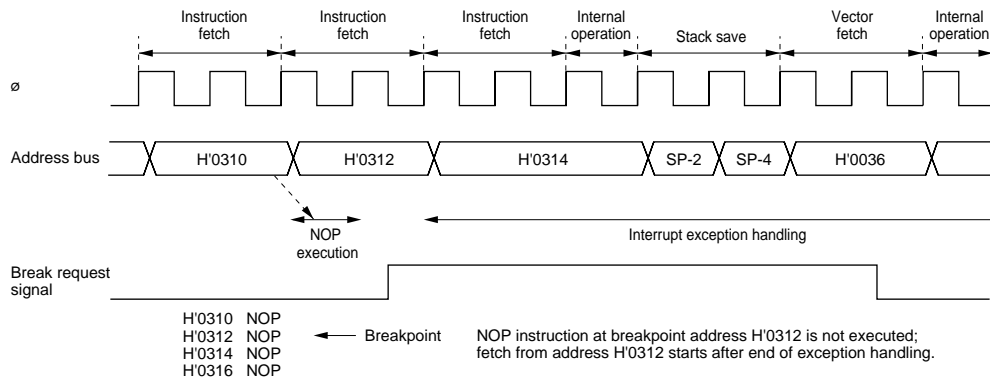 Instruction fetch
Instruction fetch
Instruction fetch
Internal operation
Stack save
Vector fetch
Internal operation
ø
Address bus
H'0310
H'0312
H'0314
SP-2
SP-4
H'0036
NOP execution
Interrupt exception handling
Break request signal
H'0310 NOP
H'0312 NOP
H'0314 NOP
H'0316 NOP
Breakpoint
NOP instruction at breakpoint address H'0312 is not executed;
fetch from address H'0312 starts after end of exception handling.